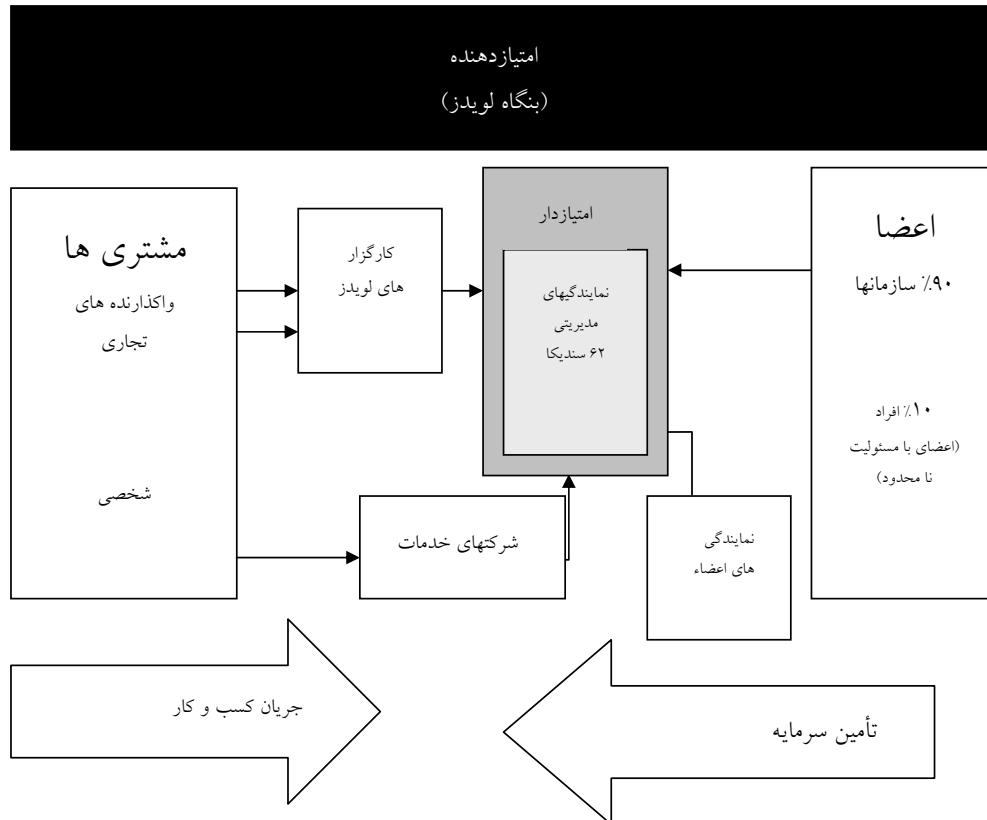 امتیازدهنده
(بنگاه لویدز)
اعضا
۹۰٪ سازمانها
۱۰٪ افراد
(اعضای با مسئولیت
نا محدود)
امتیازدار
نمایندگیهای
مدیریتی
۶۲ سندیکا
کارگزار
های لویدز
مشتری ها
واکذارنده های
تجاری
شخصی
شرکتهای خدمات
نمایندگی
های اعضاء
تأمین سرمایه
جریان کسب و کار